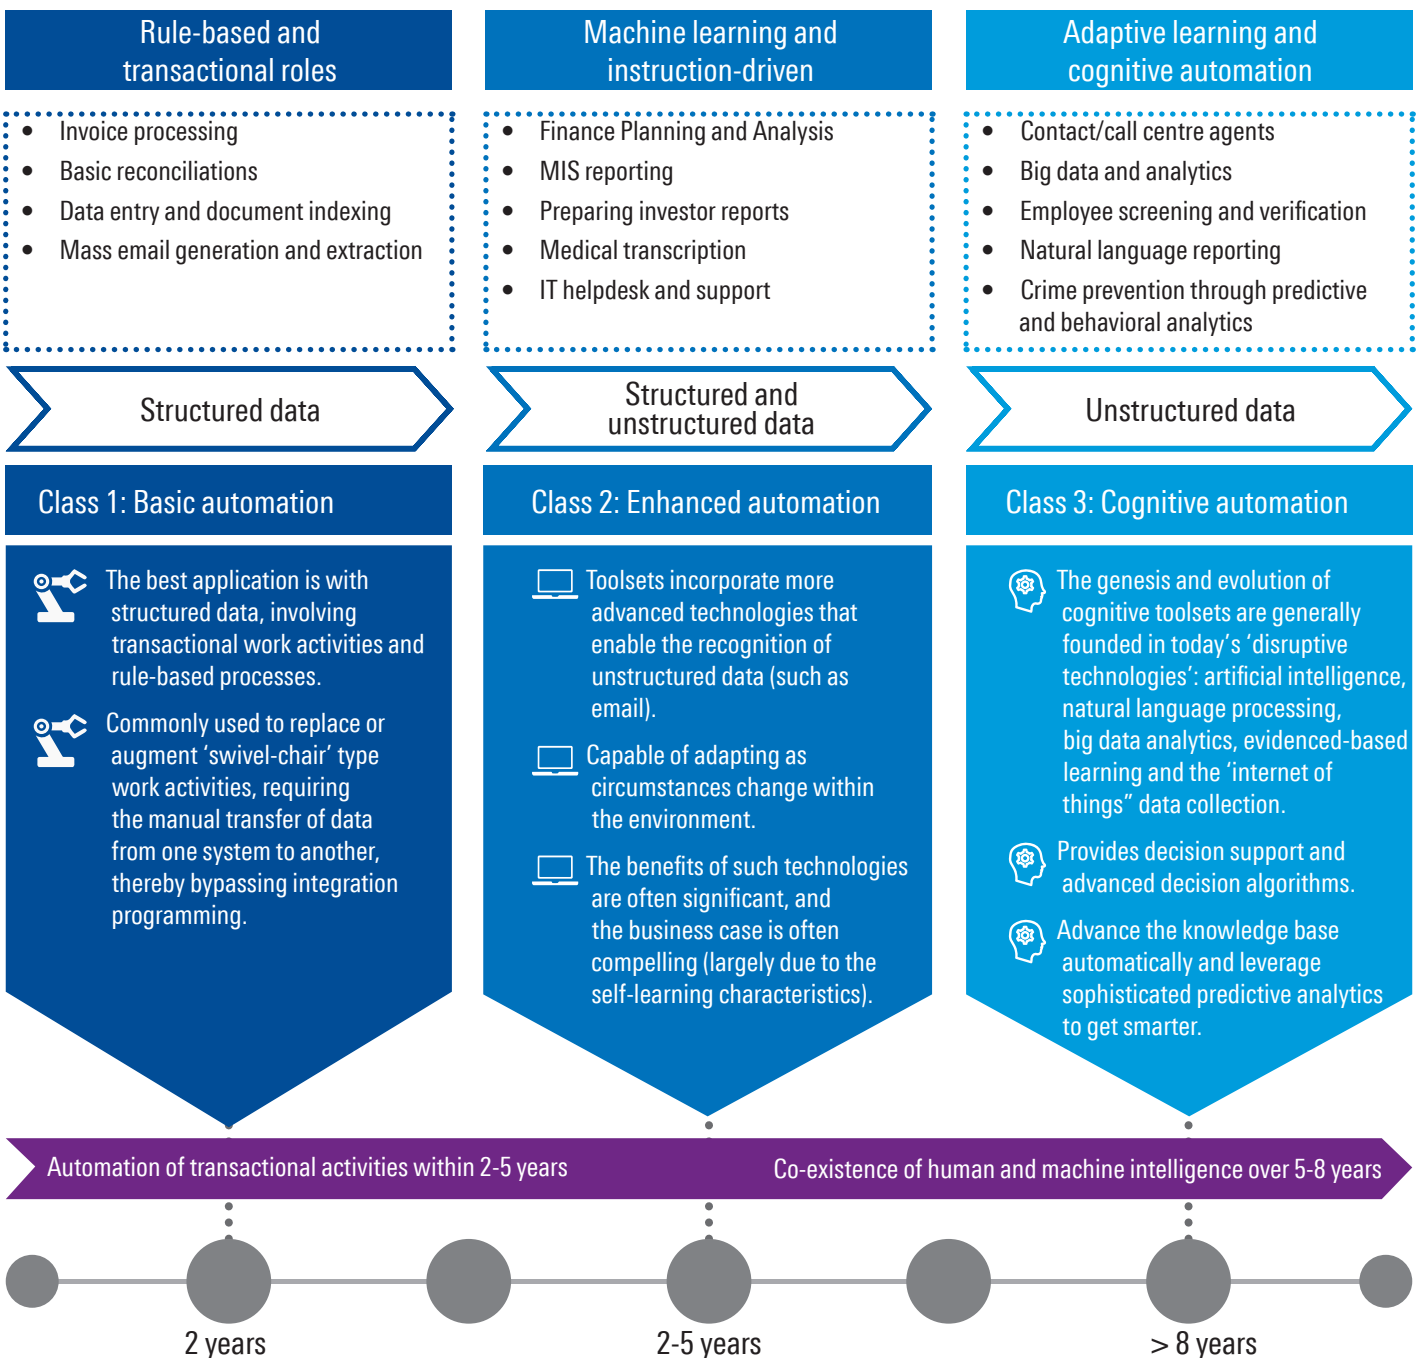 Rule-based and
transactional roles
• Invoice processing
• Basic reconciliations
• Data entry and document indexing
• Mass email generation and extraction
Structured data
Class 1: Basic automation
The best application is with
structured data, involving
transactional work activities and
rule-based processes.
Commonly used to replace or
augment ‘swivel-chair’ type
work activities, requiring
the manual transfer of data
from one system to another,
thereby bypassing integration
programming.
Machine learning and
instruction-driven
• Finance Planning and Analysis
• MIS reporting
• Preparing investor reports
• Medical transcription
• IT helpdesk and support
Structured and
unstructured data
Class 2: Enhanced automation
Toolsets incorporate more
advanced technologies that
enable the recognition of
unstructured data (such as
email).
Capable of adapting as
circumstances change within
the environment.
The benefits of such technologies
are often significant, and
the business case is often
compelling (largely due to the
self-learning characteristics).
Adaptive learning and
cognitive automation
• Contact/call centre agents
• Big data and analytics
• Employee screening and verification
• Natural language reporting
• Crime prevention through predictive
and behavioral analytics
Unstructured data
Class 3: Cognitive automation
The genesis and evolution of
cognitive toolsets are generally
founded in today’s ‘disruptive
technologies’: artificial intelligence,
natural language processing,
big data analytics, evidenced-based
learning and the ‘internet of
things” data collection.
Provides decision support and
advanced decision algorithms.
Advance the knowledge base
automatically and leverage
sophisticated predictive analytics
to get smarter.
Automation of transactional activities within 2-5 years
Co-existence of human and machine intelligence over 5-8 years
2 years
2-5 years
> 8 years